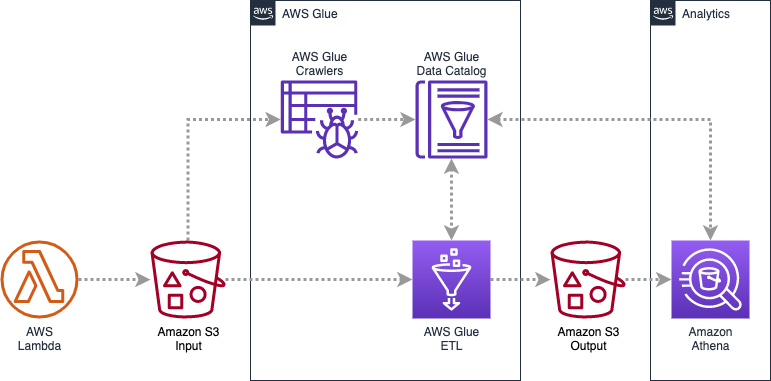 aws
AWS Glue
aws
Analytics
AWS Glue
Crawlers
AWS Glue
Data Catalog
AWS
Lambda
Amazon S3
Input
AWS Glue
ETL
Amazon S3
Output
Amazon
Athena